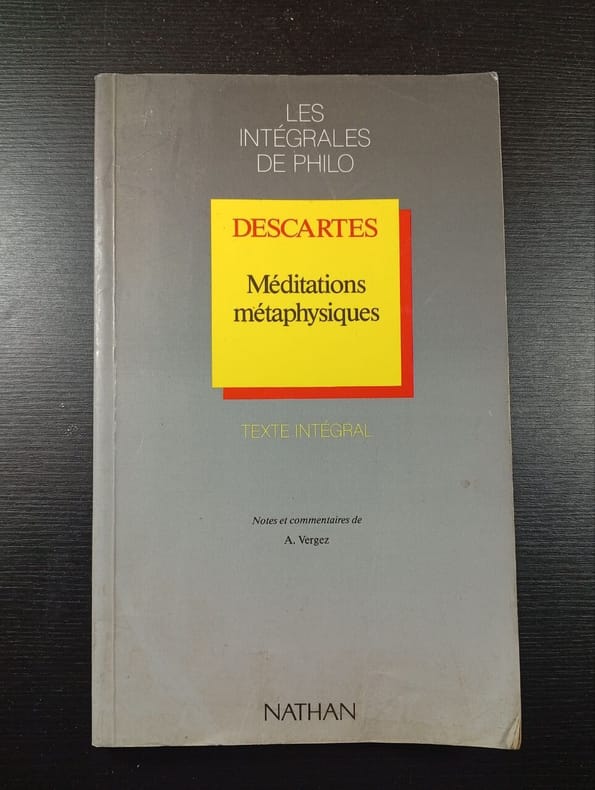 LES
INTÉGRALES
DE PHILO
DESCARTES
Méditations
métaphysiques
TEXTE INTÉGRAL
Notes et commentaires de
A. Vergez
NATHAN